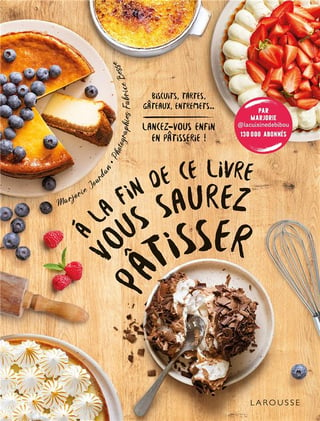 BISCUITS, TARTES,
GÂTEAUX, ENTREMETS...
LANCEZ-VOUS ENFIN
EN PÂTISSERIE !
PAR
MARJORIE
@lacuisinedebibou
130 000 ABONNÉS
Marjorie Jourdan • Photographies Fabrice Besse
À LA FIN DE CE LIVRE
VOUS SAUREZ
PÂTISSER
LAROUSSE